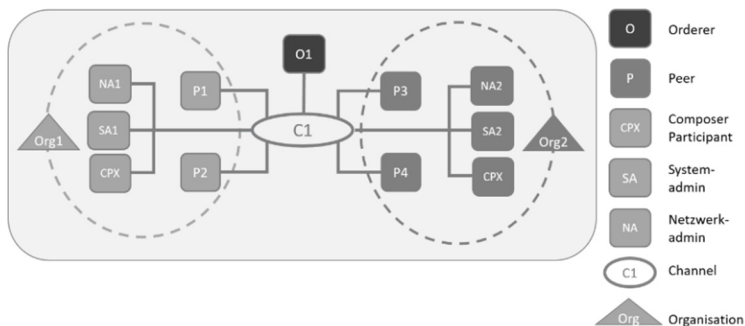 O1
NA1
P1
P3
NA2
SA1
C1
SA2
Org1
Org2
CPX
P2
P4
CPX
O Orderer
P Peer
CPX Composer
Participant
SA System-
admin
NA Netzwerk-
admin
C1 Channel
Org Organisation